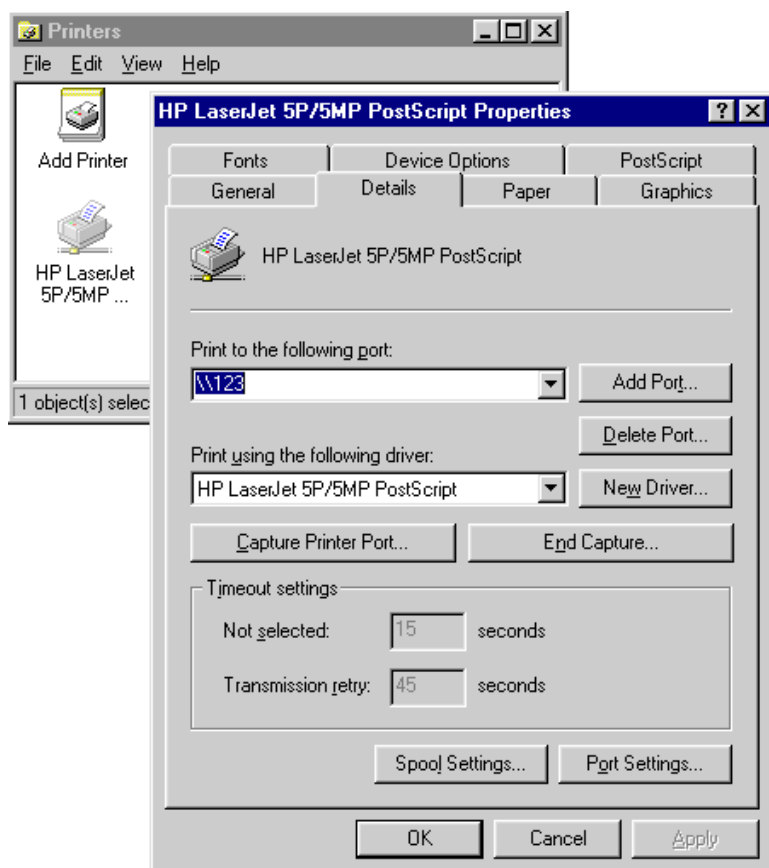 Printers
File Edit View Help
Add Printer
HP LaserJet
5P/5MP ...
1 object(s) selec
HP LaserJet 5P/5MP PostScript Properties
Fonts Device Options PostScript
General Details Paper Graphics
HP LaserJet 5P/5MP PostScript
Print to the following port:
\\123 Add Port...
Delete Port...
Print using the following driver:
HP LaserJet 5P/5MP PostScript New Driver...
Capture Printer Port... End Capture...
Timeout settings
Not selected: 15 seconds
Transmission retry: 45 seconds
Spool Settings... Port Settings...
OK Cancel Apply